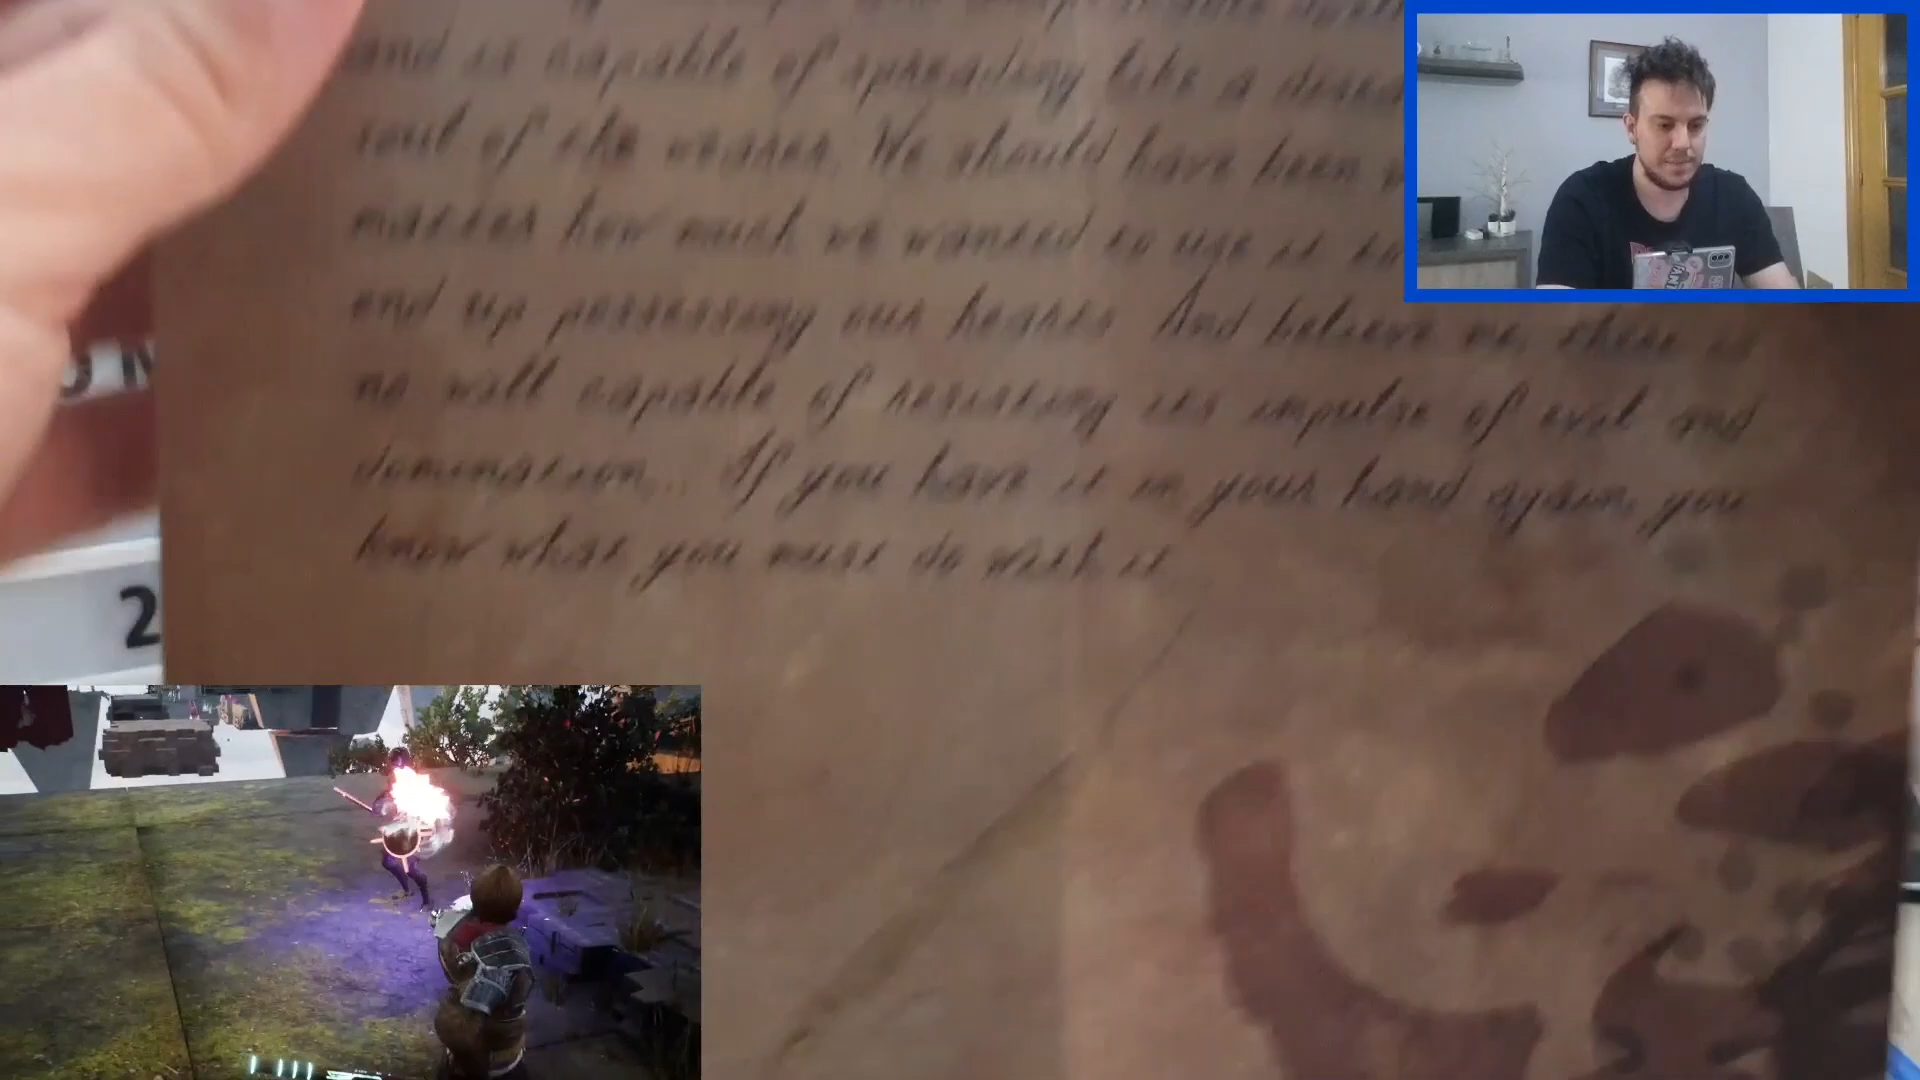 and is capable of spreading like a
soul of the wearer. We should have been
matter how much we wanted to use it
end up possessing our hearts And believe me, there is
no will capable of resisting its impulse of evil and
domination... If you have it in your hand again, you
know what you must do with it
2